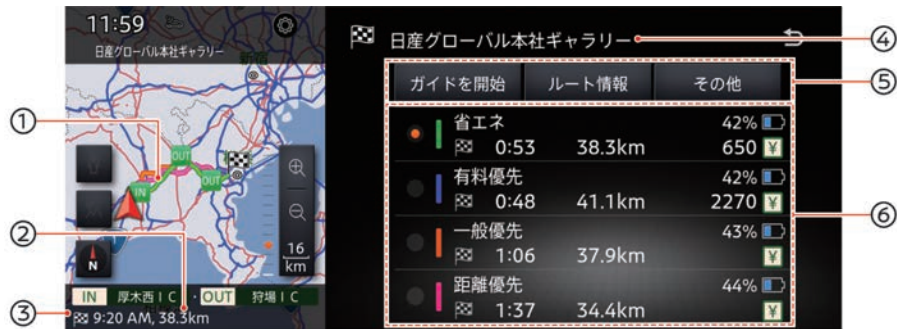 11:59
日産グローバル本社ギャラリー
OUT
OUT
IN
N
16
km
IN 厚木西IC・OUT 狩場IC
9:20 AM, 38.3km
日産グローバル本社ギャラリー
ガイドを開始 ルート情報 その他
省エネ 42%
0:53 38.3km 650 ¥
有料優先 42%
0:48 41.1km 2270 ¥
一般優先 43%
1:06 37.9km ¥
距離優先 44%
1:37 34.4km ¥
①
②
③
④
⑤
⑥